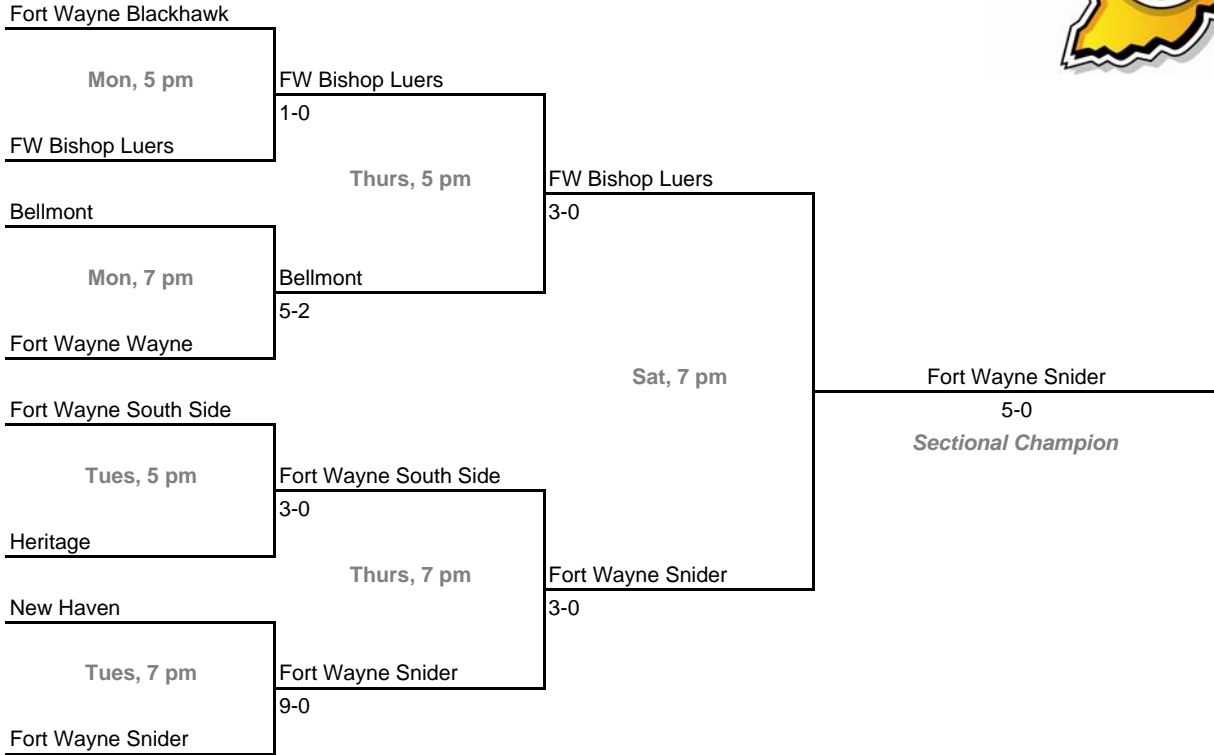 Fort Wayne Blackhawk
Mon, 5 pm
FW Bishop Luers
1-0
FW Bishop Luers
Thurs, 5 pm
FW Bishop Luers
3-0
Bellmont
Mon, 7 pm
Bellmont
5-2
Fort Wayne Wayne
Sat, 7 pm
Fort Wayne Snider
5-0
Sectional Champion
Fort Wayne South Side
Tues, 5 pm
Fort Wayne South Side
3-0
Heritage
Thurs, 7 pm
Fort Wayne Snider
3-0
New Haven
Tues, 7 pm
Fort Wayne Snider
9-0
Fort Wayne Snider